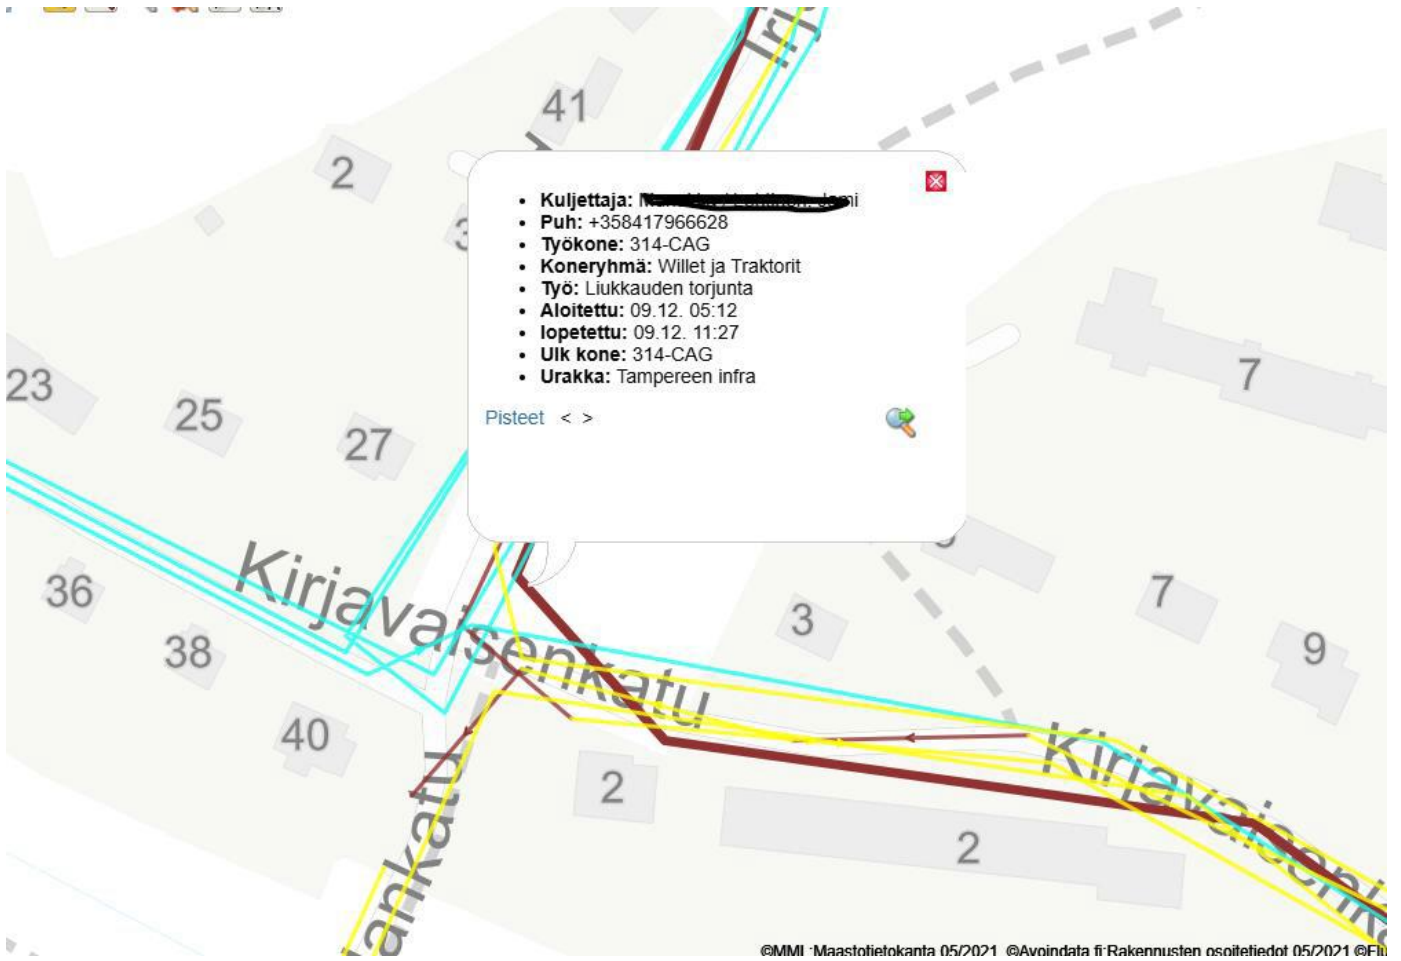 41
2
23
25
27
36
38
40
Kuljettaja:
Puh: +358417966628
Työkone: 314-CAG
Koneryhmä: Willet ja Traktorit
Työ: Liukkauden torjunta
Aloitettu: 09.12. 05:12
lopetettu: 09.12. 11:27
Ulk kone: 314-CAG
Urakka: Tampereen infra
Pisteet < >
7
7
3
9
Kirjavaisenkatu
2
2
©MML:Maastotietokanta 05/2021, ©Avoindata.fi:Rakennusten osoitetiedot 05/2021